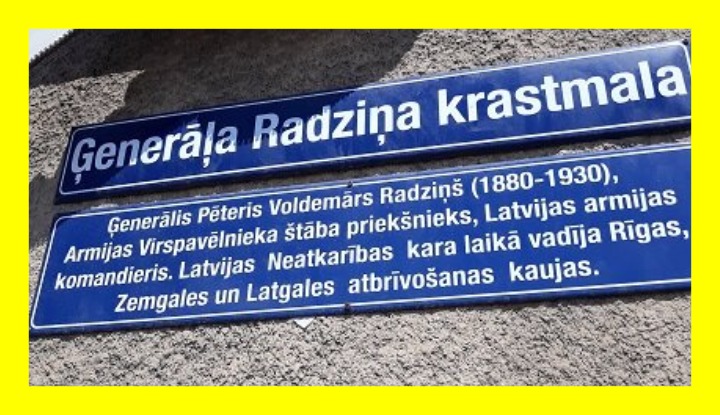 Ģenerāļa Radziņa krastmala
Ģenerālis Pēteris Voldemārs Radziņš (1880-1930),
Armijas Virspavēlnieka štāba priekšnieks, Latvijas armijas
komandieris. Latvijas Neatkarības kara laikā vadīja Rīgas,
Zemgales un Latgales atbrīvošanas kaujas.